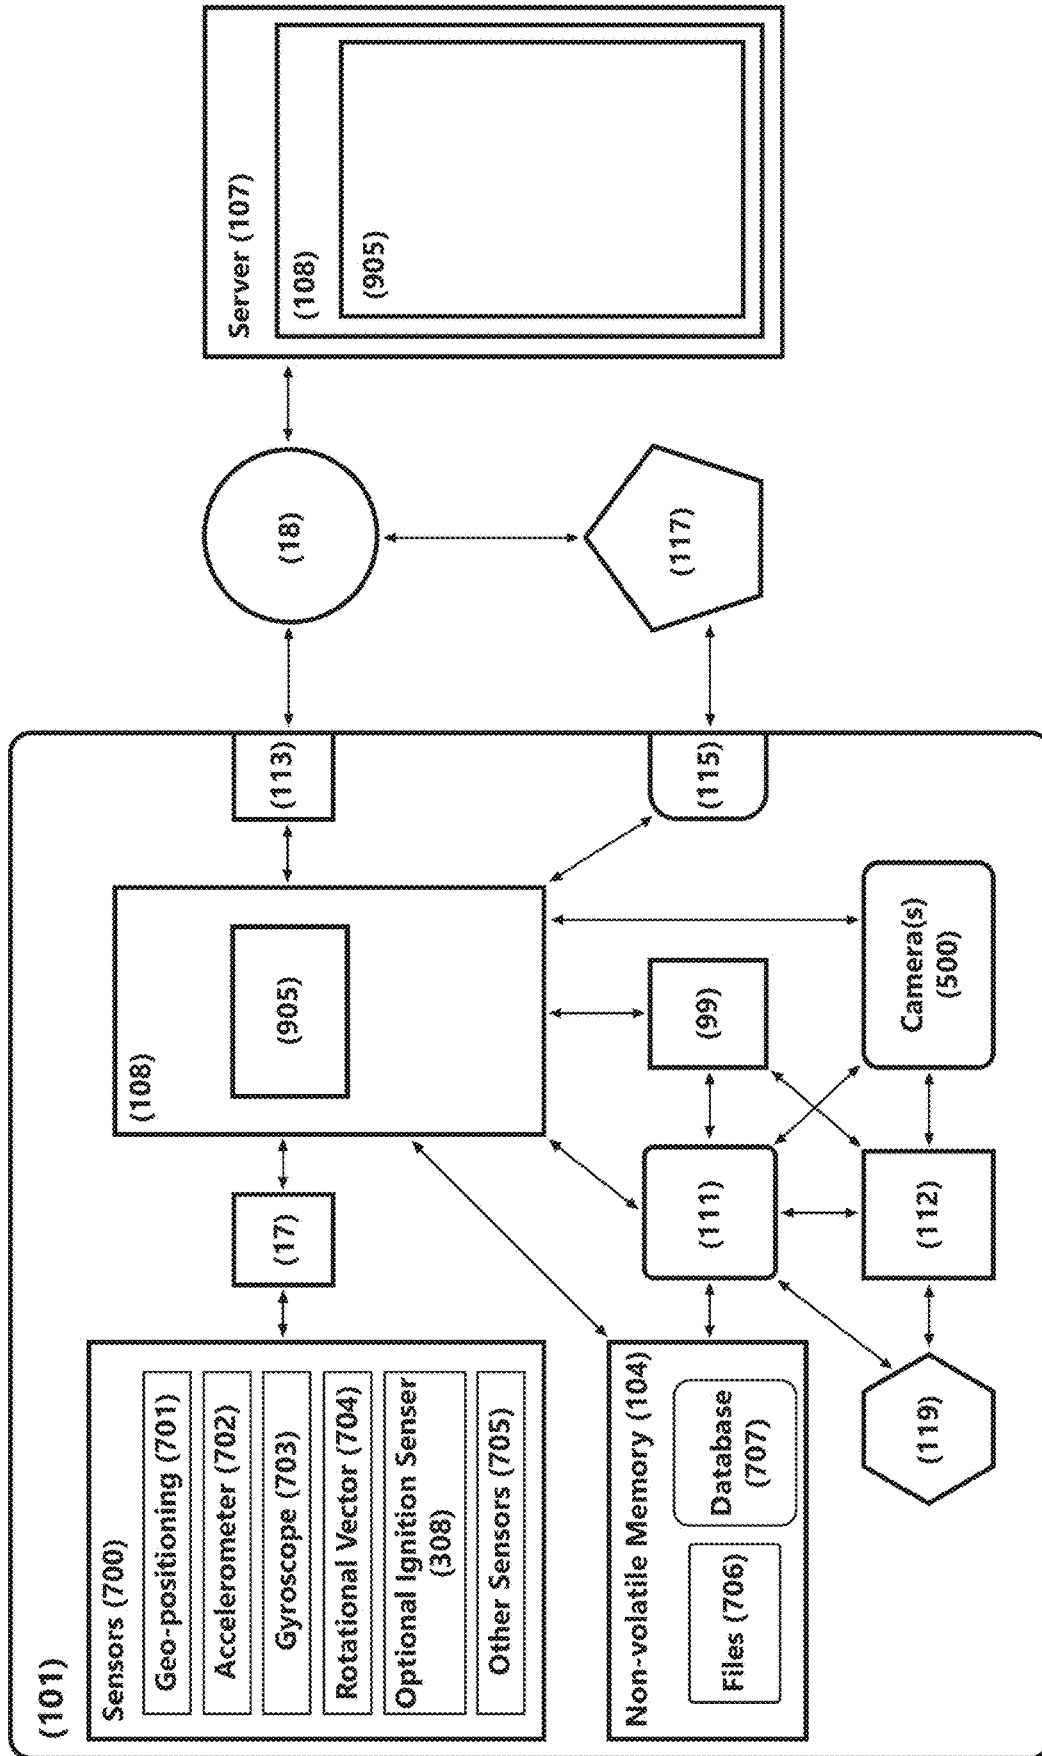 (101)
Sensors (700)
Geo-positioning (701)
Accelerometer (702)
Gyroscope (703)
Rotational Vector (704)
Optional Ignition Senser
(308)
Other Sensors (705)
(17)
(108)
(905)
(113)
(18)
Server (107)
(108)
(905)
Non-volatile Memory (104)
Files (706)
Database
(707)
(111)
(99)
(115)
(117)
(119)
(112)
Camera(s)
(500)